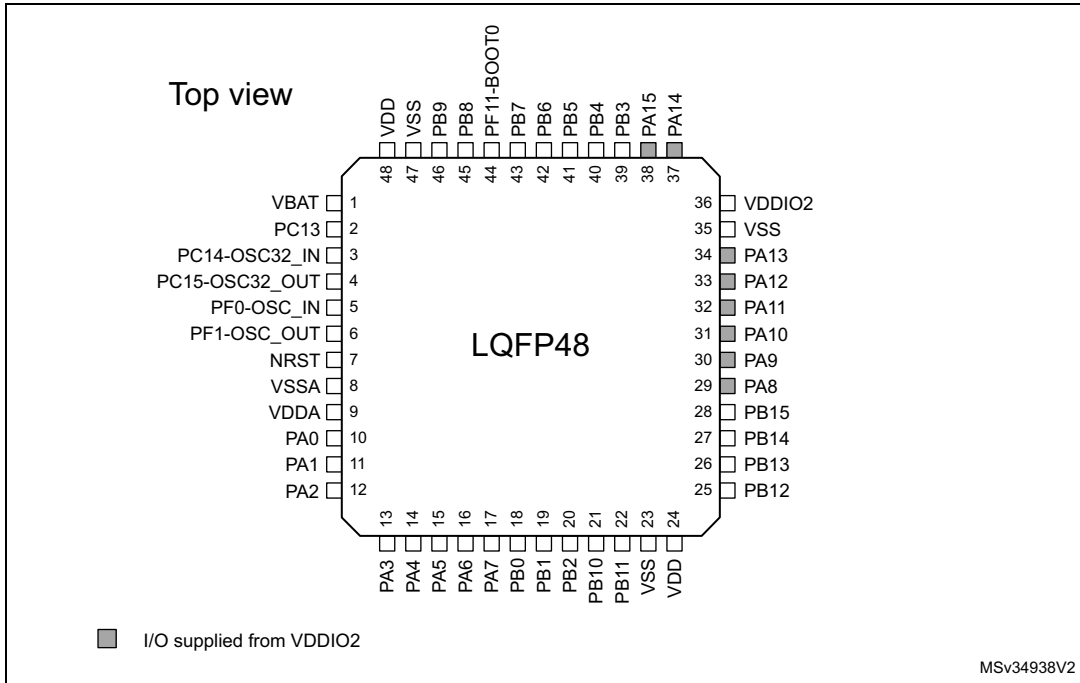 Top view
48 VDD
47 VSS
46 PB9
45 PB8
44 PF11-BOOT0
43 PB7
42 PB6
41 PB5
40 PB4
39 PB3
38 PA15
37 PA14
VBAT 1
PC13 2
PC14-OSC32_IN 3
PC15-OSC32_OUT 4
PF0-OSC_IN 5
PF1-OSC_OUT 6
NRST 7
VSSA 8
VDDA 9
PA0 10
PA1 11
PA2 12
LQFP48
36 VDDIO2
35 VSS
34 PA13
33 PA12
32 PA11
31 PA10
30 PA9
29 PA8
28 PB15
27 PB14
26 PB13
25 PB12
13 PA3
14 PA4
15 PA5
16 PA6
17 PA7
18 PB0
19 PB1
20 PB2
21 PB10
22 PB11
23 VSS
24 VDD
I/O supplied from VDDIO2
MSv34938V2